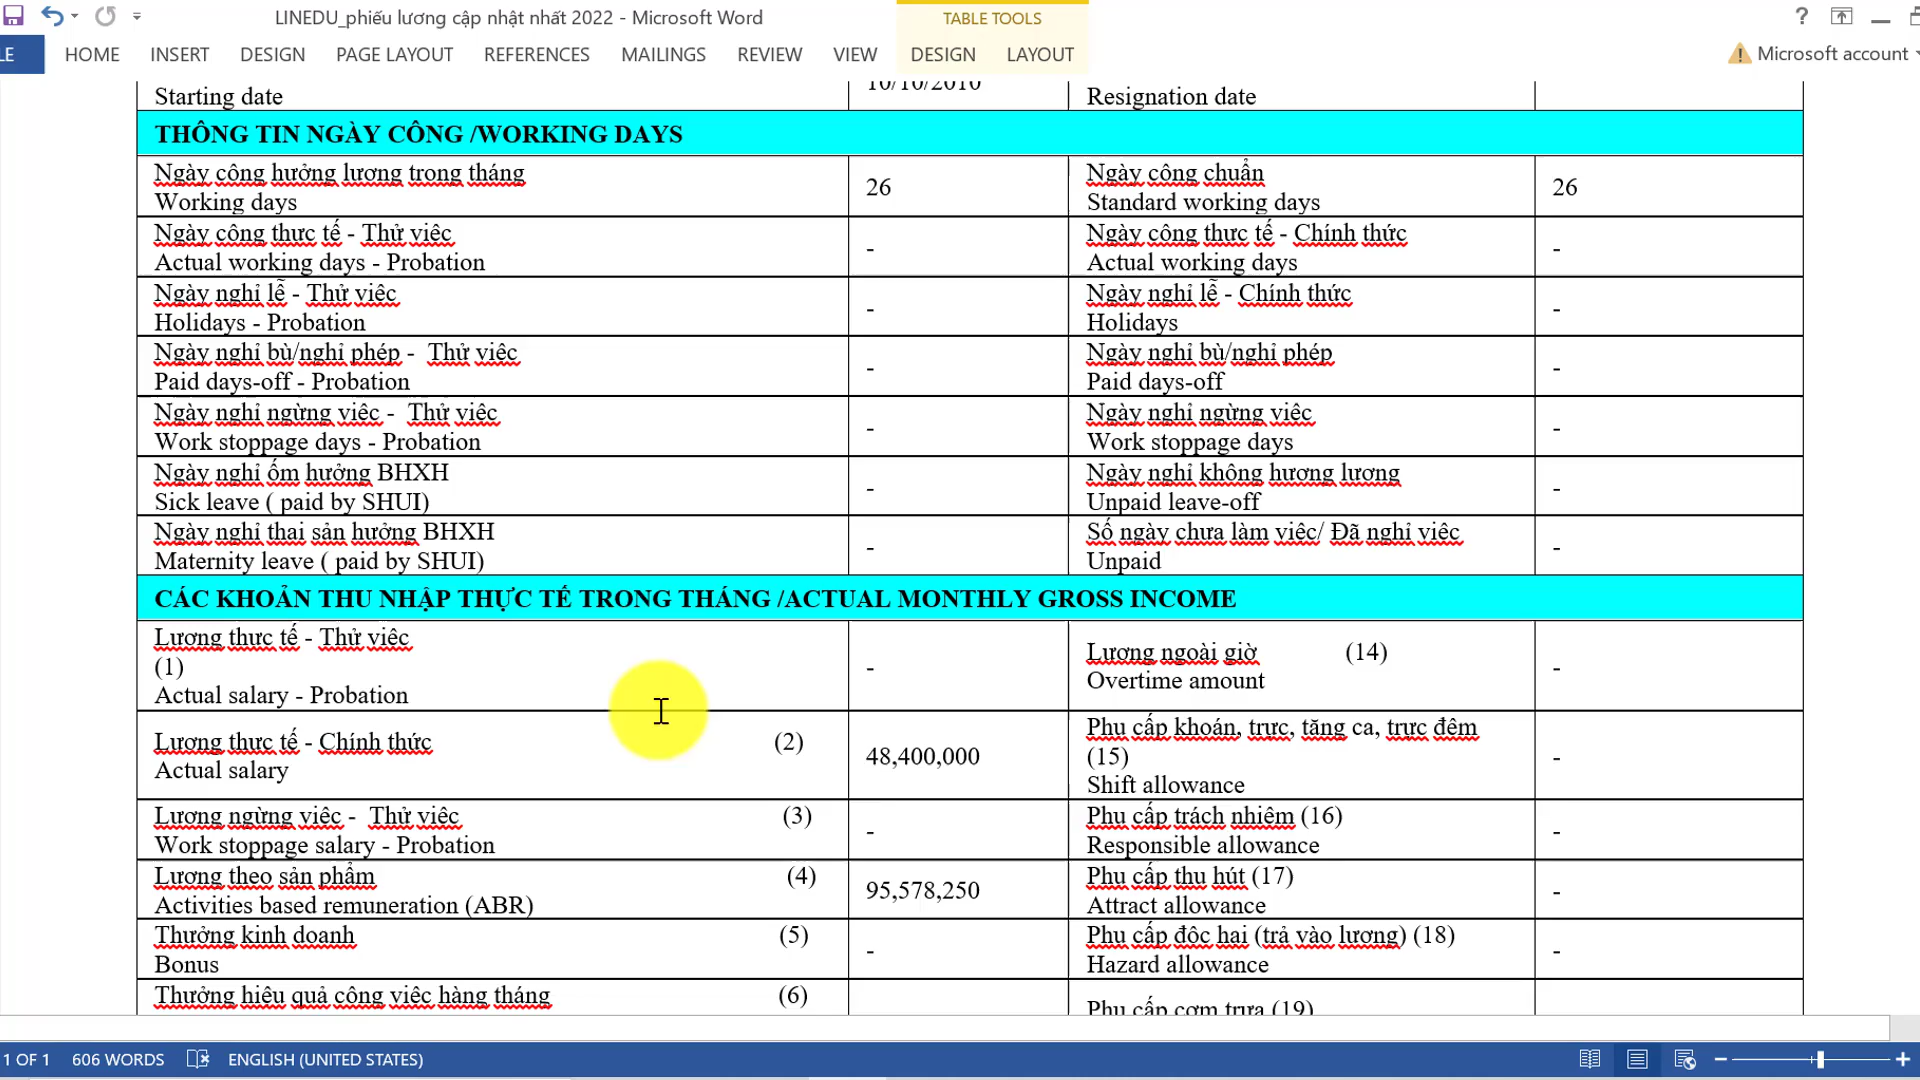 LINEDU_phiếu lương cập nhật nhất 2022 - Microsoft Word
TABLE TOOLS
?
LE HOME INSERT DESIGN PAGE LAYOUT REFERENCES MAILINGS REVIEW VIEW DESIGN LAYOUT Microsoft account
Starting date 10/10/2010 Resignation date
THÔNG TIN NGÀY CÔNG /WORKING DAYS
Ngày công hưởng lương trong tháng
Working days
26
Ngày công chuẩn
Standard working days
26
Ngày công thực tế - Thử việc
Actual working days - Probation
-
Ngày công thực tế - Chính thức
Actual working days
-
Ngày nghỉ lễ - Thử việc
Holidays - Probation
-
Ngày nghỉ lễ - Chính thức
Holidays
-
Ngày nghỉ bù/nghỉ phép - Thử việc
Paid days-off - Probation
-
Ngày nghỉ bù/nghỉ phép
Paid days-off
-
Ngày nghỉ ngừng việc - Thử việc
Work stoppage days - Probation
-
Ngày nghỉ ngừng việc
Work stoppage days
-
Ngày nghỉ ốm hưởng BHXH
Sick leave ( paid by SHUI)
-
Ngày nghỉ không hương lương
Unpaid leave-off
-
Ngày nghỉ thai sản hưởng BHXH
Maternity leave ( paid by SHUI)
-
Số ngày chưa làm việc/ Đã nghỉ việc
Unpaid
-
CÁC KHOẢN THU NHẬP THỰC TẾ TRONG THÁNG /ACTUAL MONTHLY GROSS INCOME
Lương thực tế - Thử việc
(1)
Actual salary - Probation
-
Lương ngoài giờ (14)
Overtime amount
-
Lương thực tế - Chính thức (2)
Actual salary
48,400,000
Phụ cấp khoán, trực, tăng ca, trực đêm
(15)
Shift allowance
-
Lương ngừng việc - Thử việc (3)
Work stoppage salary - Probation
-
Phụ cấp trách nhiệm (16)
Responsible allowance
-
Lương theo sản phẩm (4)
Activities based remuneration (ABR)
95,578,250
Phụ cấp thu hút (17)
Attract allowance
-
Thưởng kinh doanh (5)
Bonus
-
Phụ cấp độc hại (trả vào lương) (18)
Hazard allowance
-
Thưởng hiệu quả công việc hàng tháng (6)
Phụ cấp cơm trưa (19)
1 OF 1 606 WORDS ENGLISH (UNITED STATES)